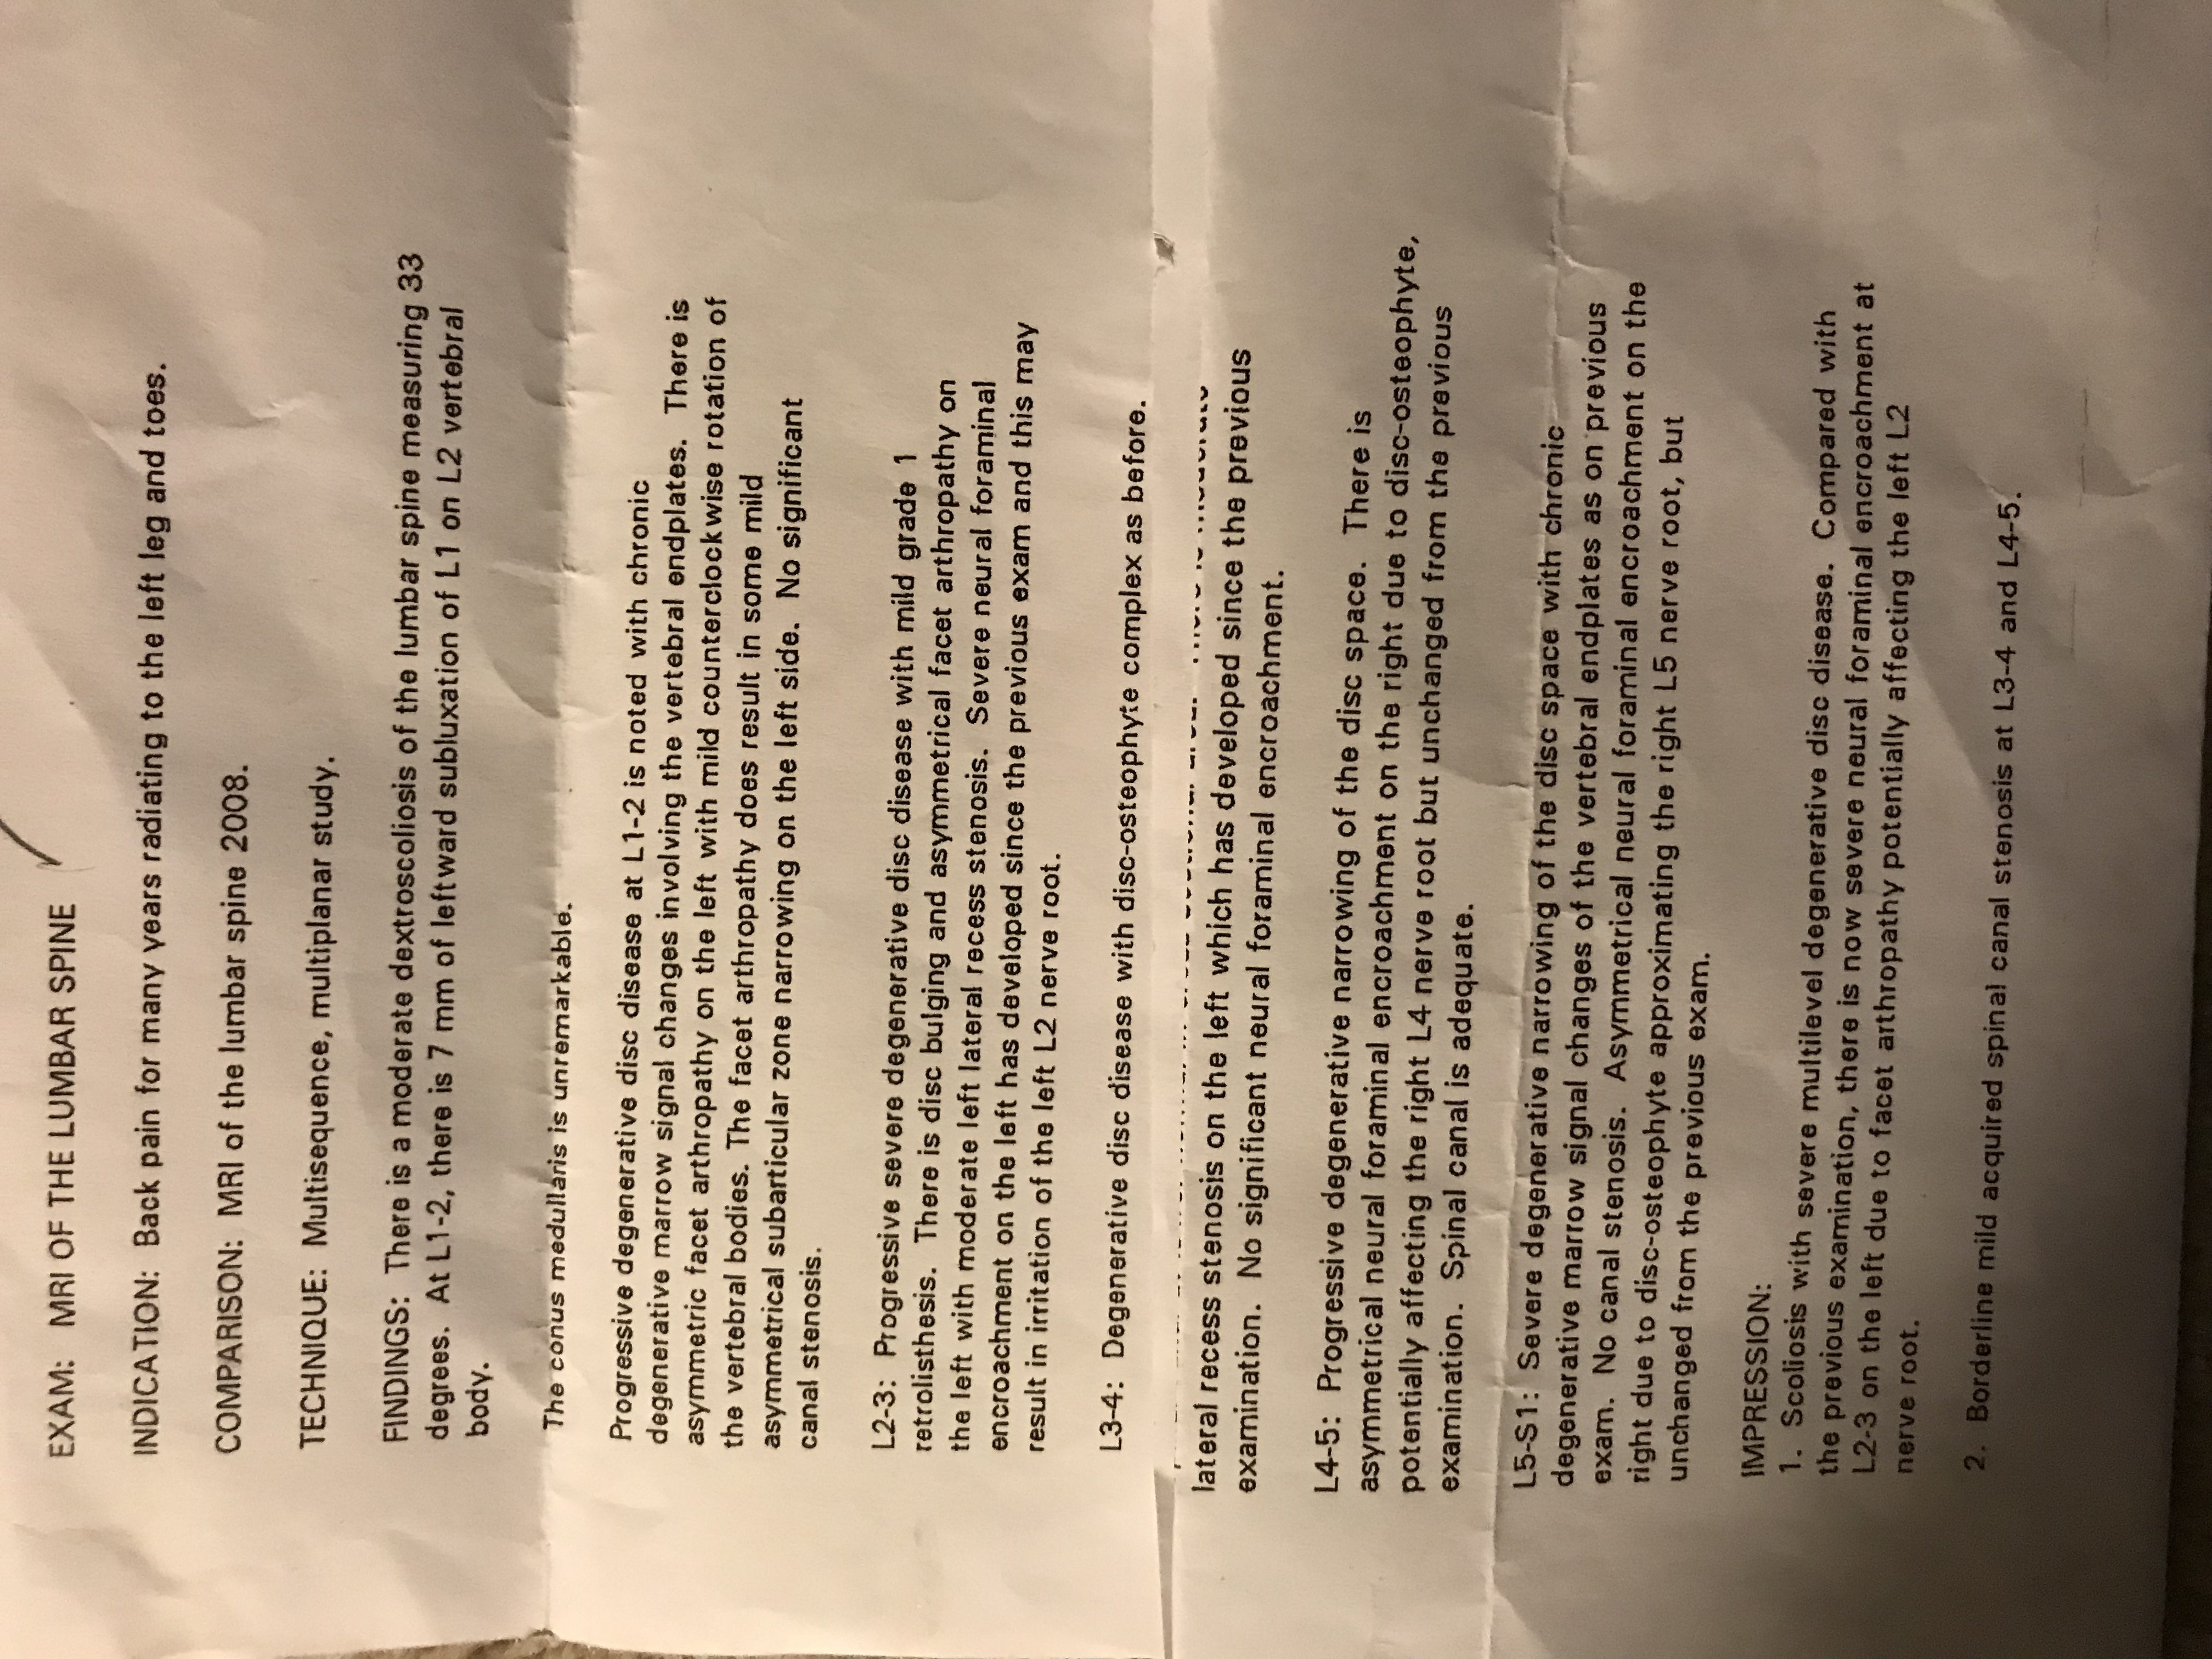 EXAM: MRI OF THE LUMBAR SPINE
INDICATION: Back pain for many years radiating to the left leg and toes.
COMPARISON: MRI of the lumbar spine 2008.
TECHNIQUE: Multisequence, multiplanar study.
FINDINGS: There is a moderate dextroscoliosis of the lumbar spine measuring 33
degrees. At L1-2, there is 7 mm of leftward subluxation of L1 on L2 vertebral
body.
The conus medullaris is unremarkable.
Progressive degenerative disc disease at L1-2 is noted with chronic
degenerative marrow signal changes involving the vertebral endplates. There is
asymmetric facet arthropathy on the left with mild counterclockwise rotation of
the vertebral bodies. The facet arthropathy does result in some mild
asymmetrical subarticular zone narrowing on the left side. No significant
canal stenosis.
L2-3: Progressive severe degenerative disc disease with mild grade 1
retrolisthesis. There is disc bulging and asymmetrical facet arthropathy on
the left with moderate left lateral recess stenosis. Severe neural foraminal
encroachment on the left has developed since the previous exam and this may
result in irritation of the left L2 nerve root.
L3-4: Degenerative disc disease with disc-osteophyte complex as before.
There is moderate
lateral recess stenosis on the left which has developed since the previous
examination. No significant neural foraminal encroachment.
L4-5: Progressive degenerative narrowing of the disc space. There is
asymmetrical neural foraminal encroachment on the right due to disc-osteophyte,
potentially affecting the right L4 nerve root but unchanged from the previous
examination. Spinal canal is adequate.
L5-S1: Severe degenerative narrowing of the disc space with chronic
degenerative marrow signal changes of the vertebral endplates as on previous
exam. No canal stenosis. Asymmetrical neural foraminal encroachment on the
right due to disc-osteophyte approximating the right L5 nerve root, but
unchanged from the previous exam.
IMPRESSION:
1. Scoliosis with severe multilevel degenerative disc disease. Compared with
the previous examination, there is now severe neural foraminal encroachment at
L2-3 on the left due to facet arthropathy potentially affecting the left L2
nerve root.
2. Borderline mild acquired spinal canal stenosis at L3-4 and L4-5.